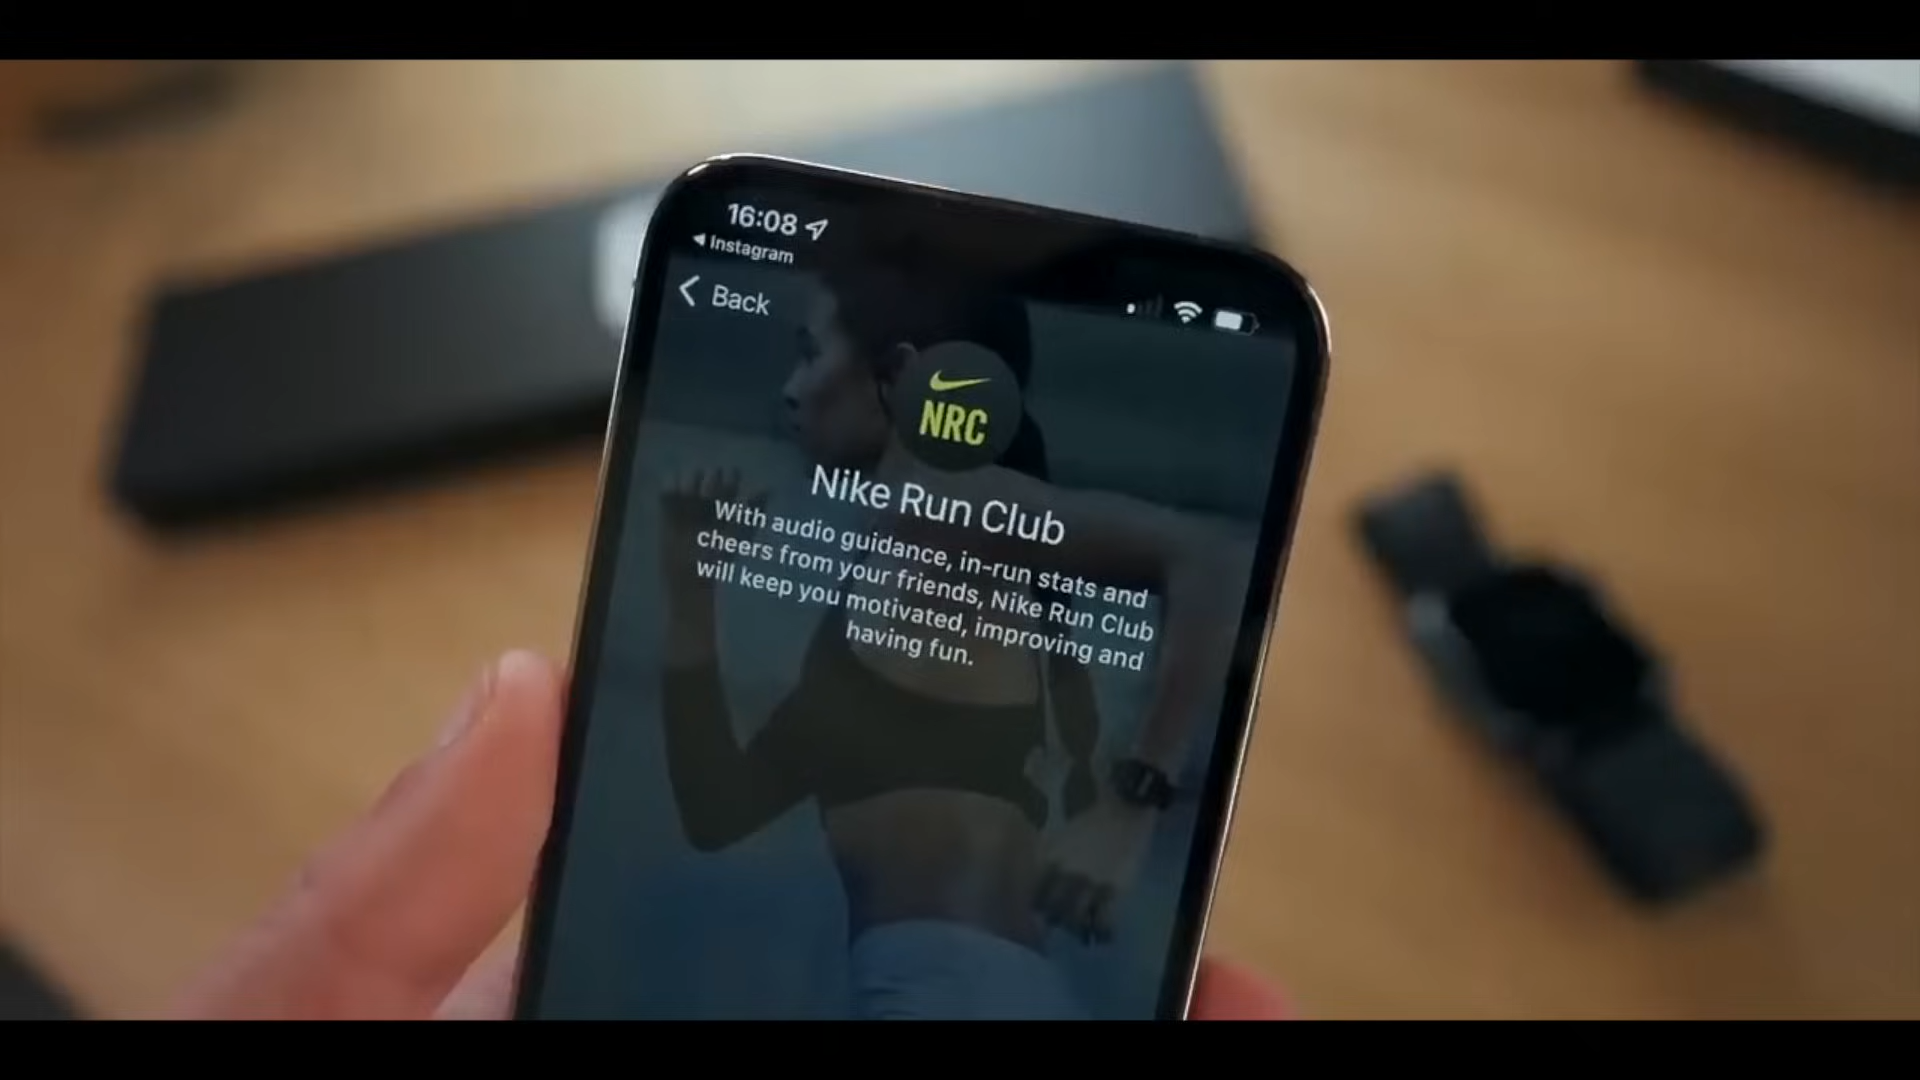 16:08
Instagram
Back
NRC
Nike Run Club
With audio guidance, in-run stats and
cheers from your friends, Nike Run Club
will keep you motivated, improving and
having fun.